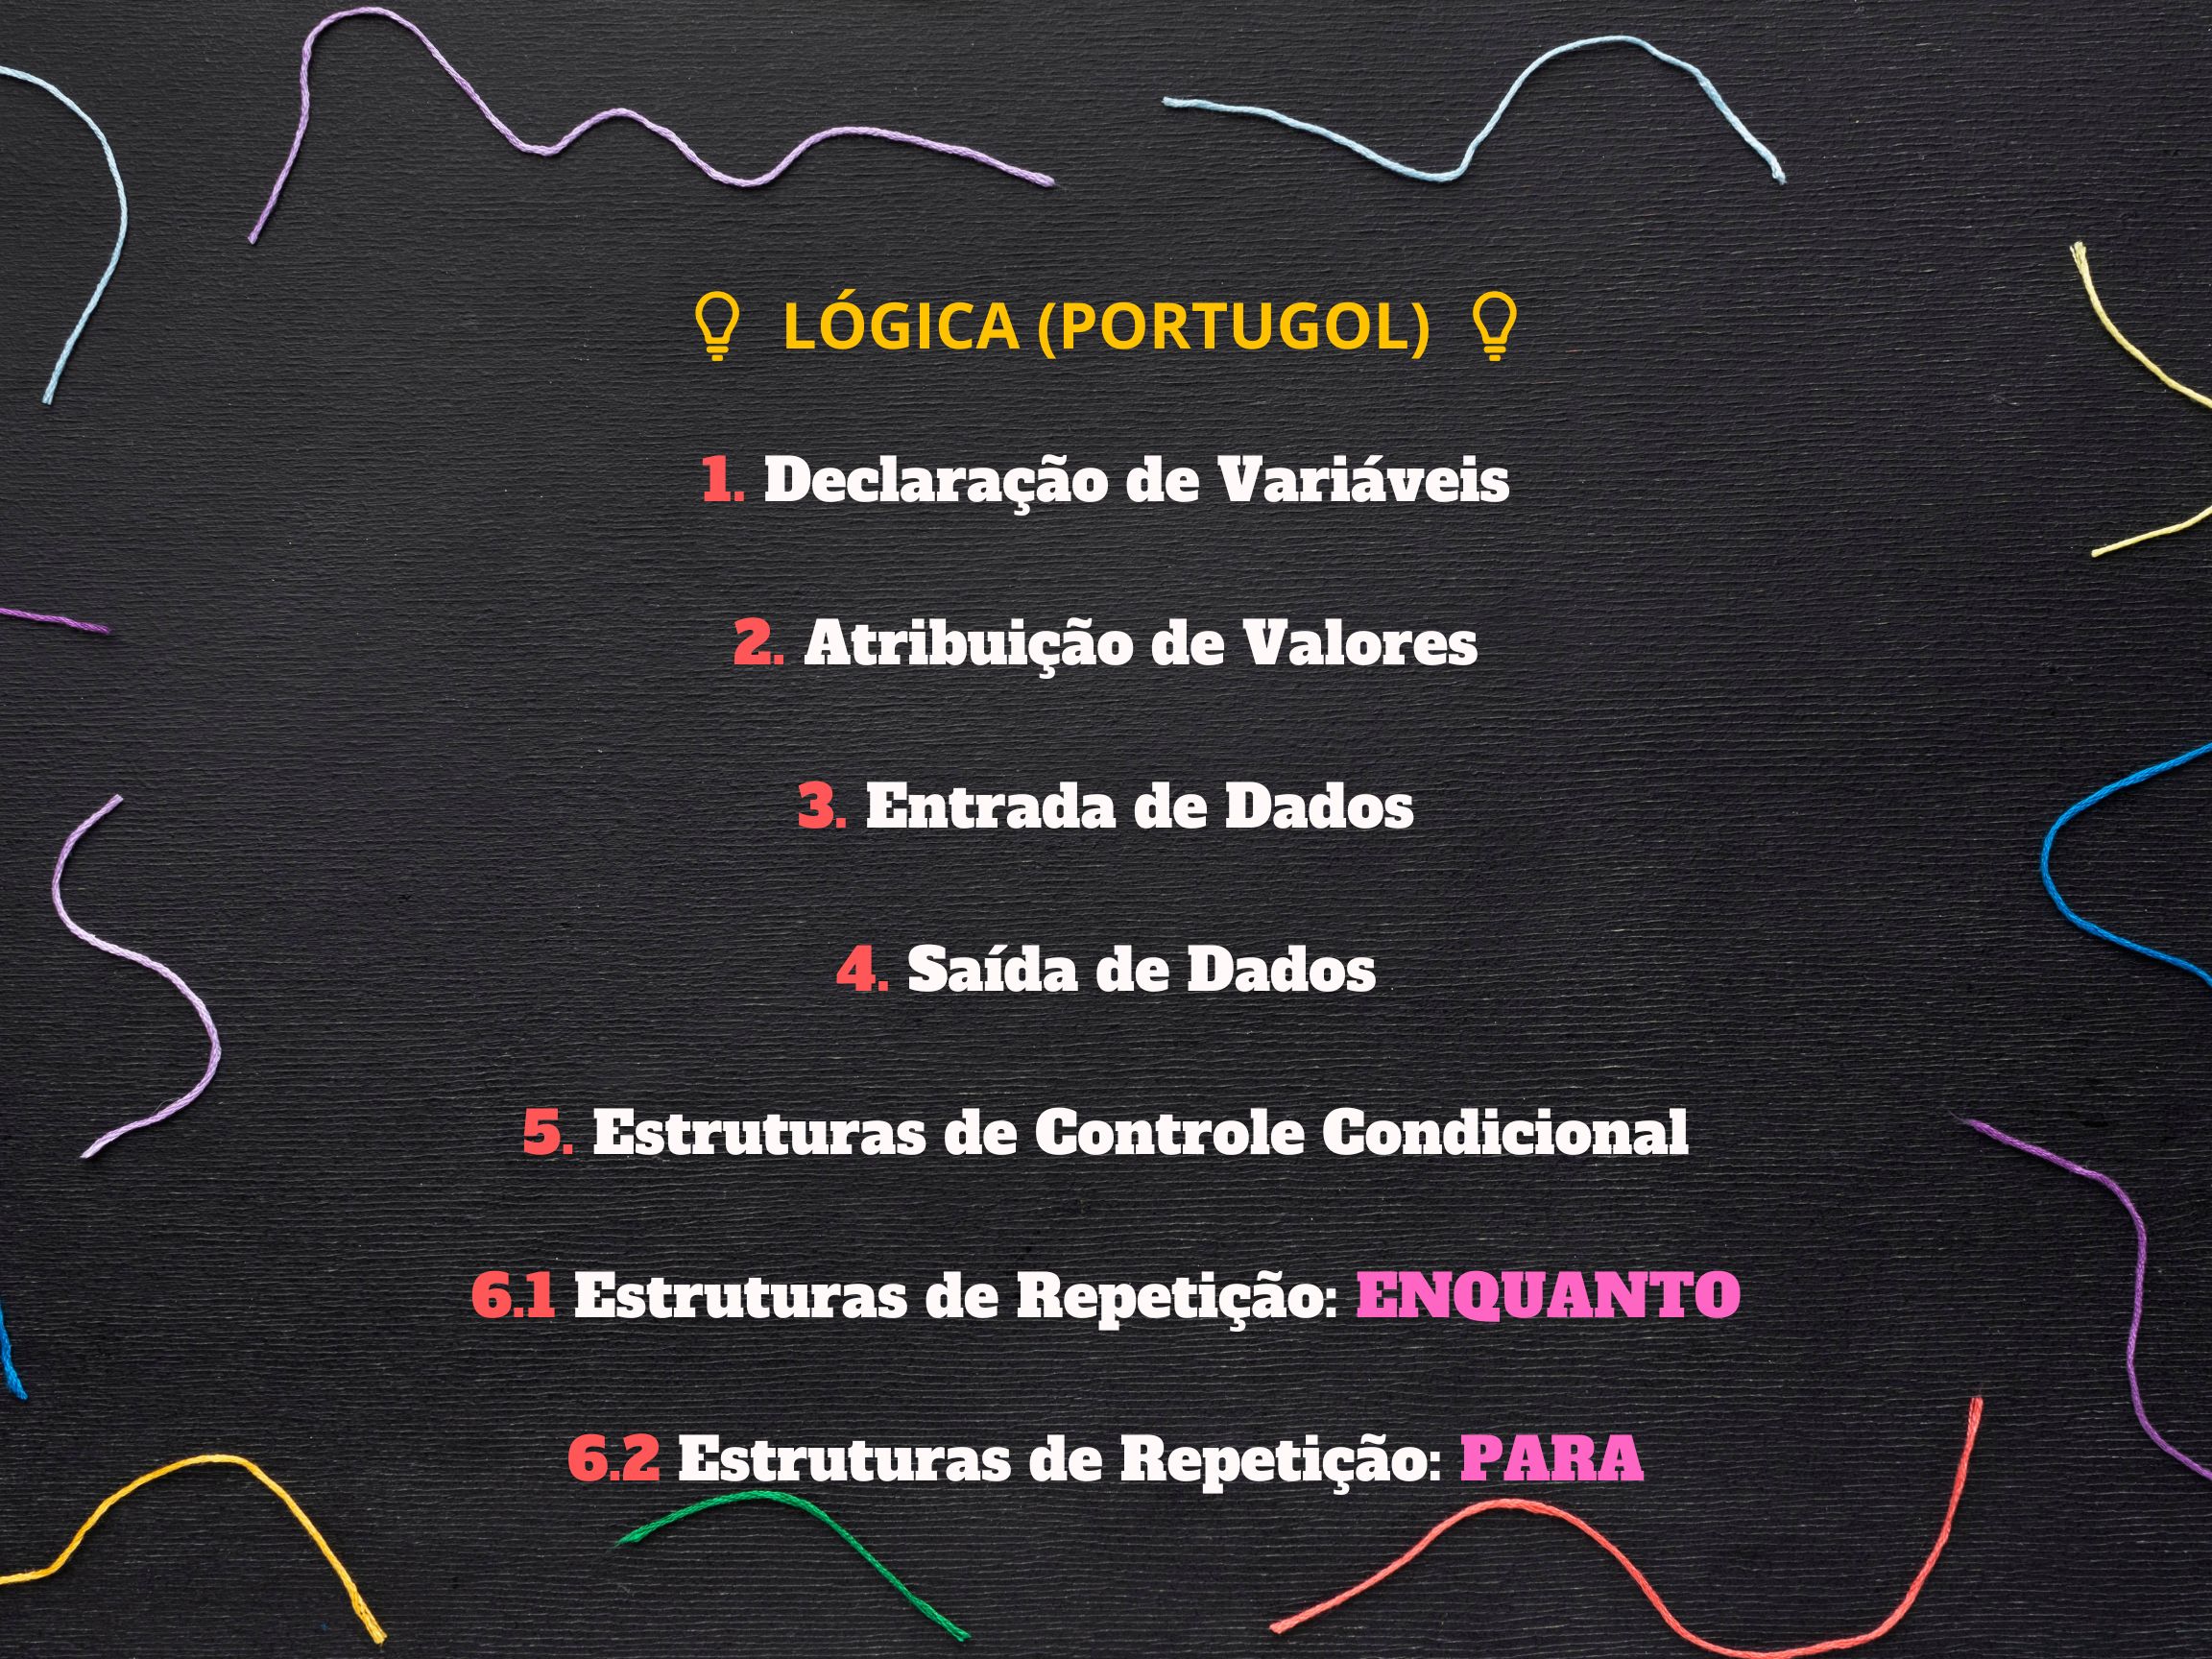 LÓGICA (PORTUGOL)
1. Declaração de Variáveis
2. Atribuição de Valores
3. Entrada de Dados
4. Saída de Dados
5. Estruturas de Controle Condicional
6.1 Estruturas de Repetição: ENQUANTO
6.2 Estruturas de Repetição: PARA